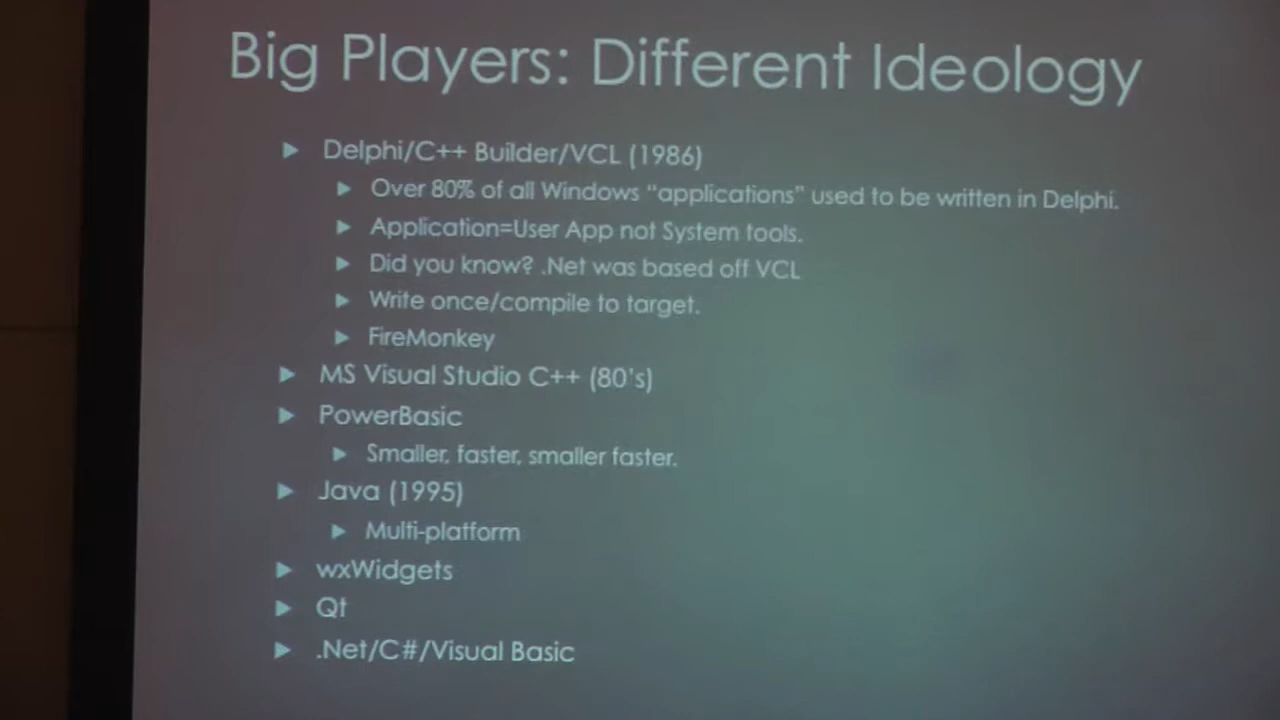 Big Players: Different Ideology
Delphi/C++ Builder/VCL (1986)
Over 80% of all Windows “applications” used to be written in Delphi.
Application=User App not System tools.
Did you know? .Net was based off VCL
Write once/compile to target.
FireMonkey
MS Visual Studio C++ (80's)
PowerBasic
Smaller, faster, smaller faster.
Java (1995)
Multi-platform
wxWidgets
Qt
.Net/C#/Visual Basic